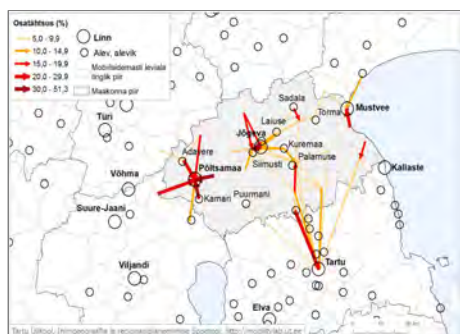 Osatähtsus (%)
5,0 - 9,9
10,0 - 14,9
15,0 - 19,9
20,0 - 29,9
30,0 - 51,3
Linn
Alev, alevik
Mobiilsidemasti leviala
tinglik piir
Maakonna piir
Sadala
Torma
Mustvee
Laiuse
Türi
Jõgeva
Kuremaa
Adavere
Siimusti
Palamuse
Põltsamaa
Kallaste
Võhma
Kamari
Puurmani
Suure-Jaani
Viljandi
Tartu
Elva